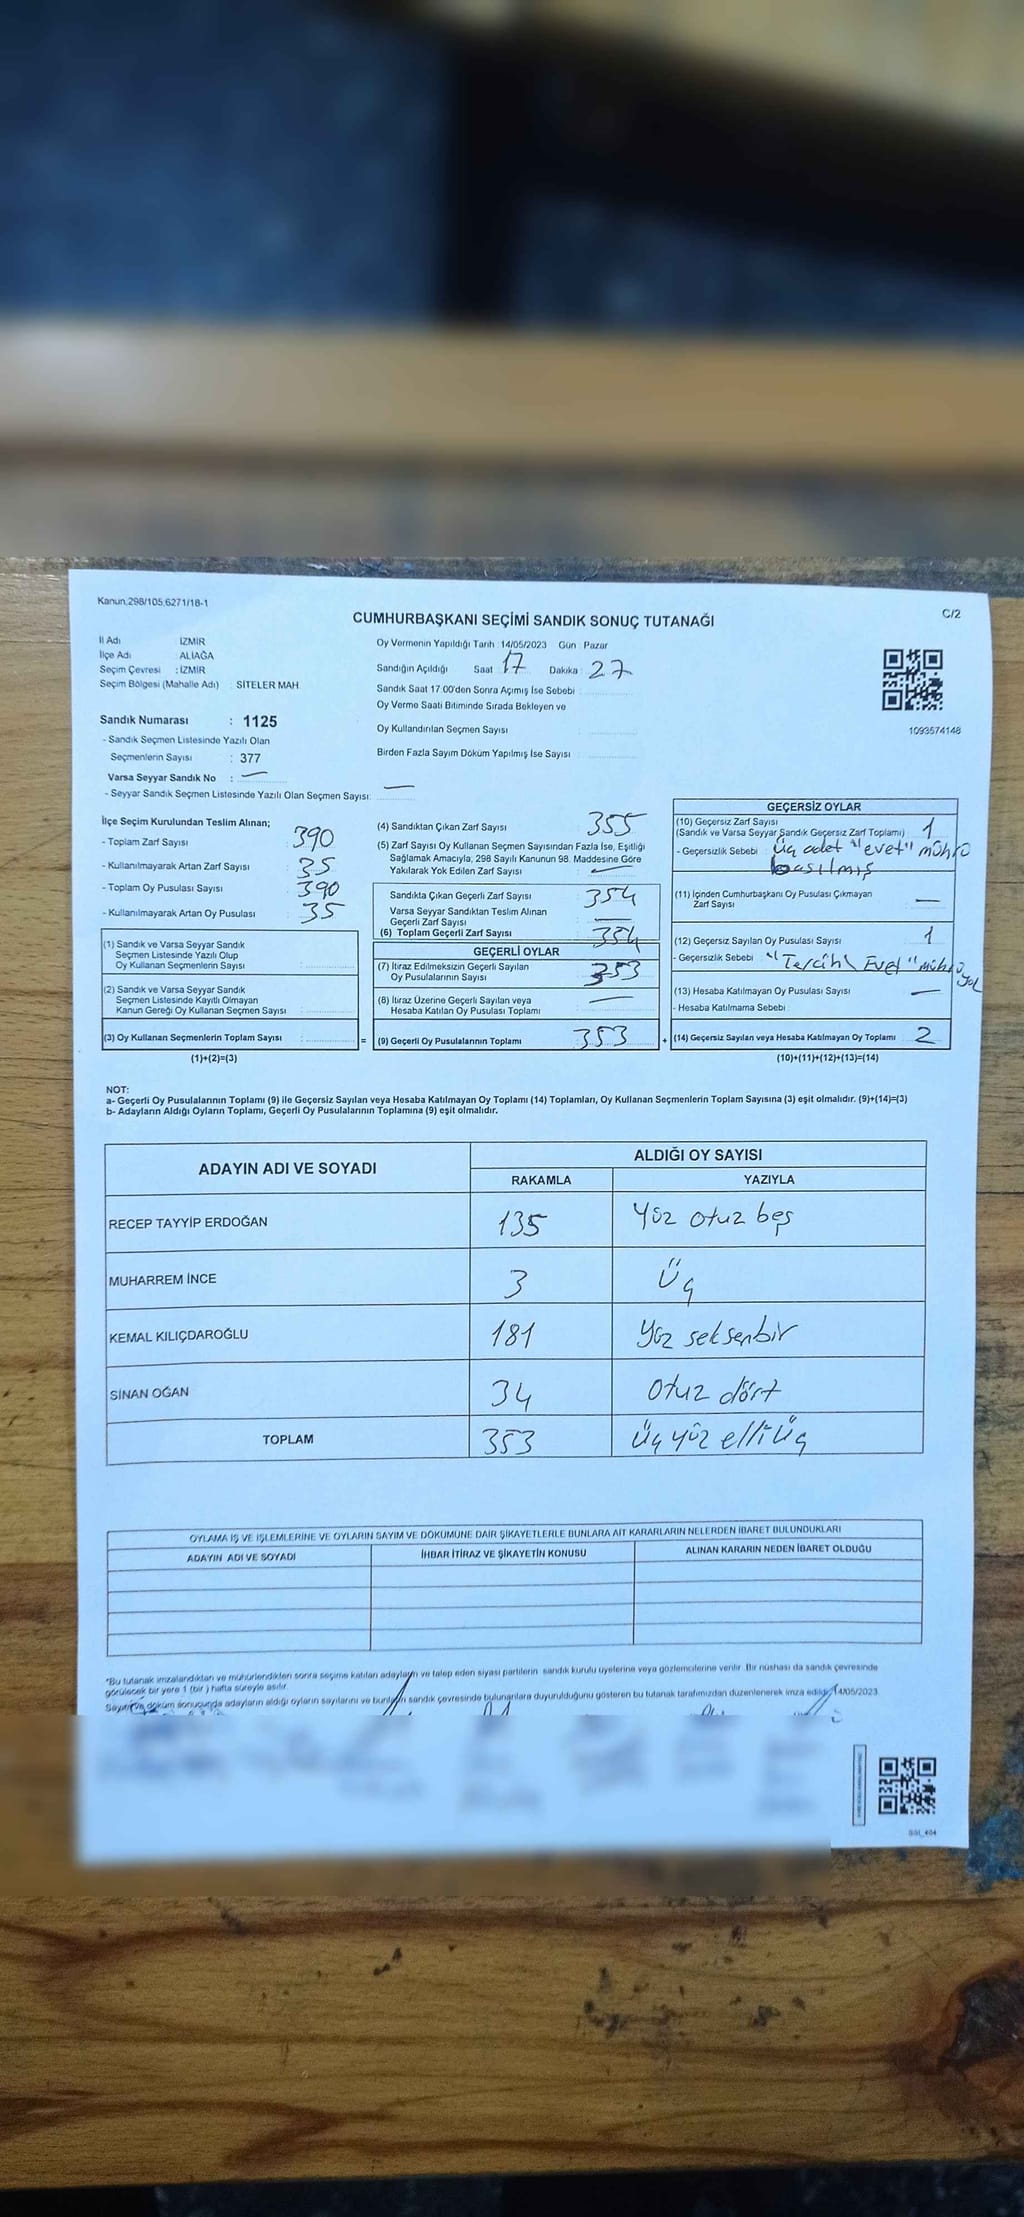 Kanun.298/105,6271/18-1
C/2
CUMHURBAŞKANI SEÇİMİ SANDIK SONUÇ TUTANAĞI
İl Adı : İZMİR
İlçe Adı : ALİAĞA
Seçim Çevresi : İZMİR
Seçim Bölgesi (Mahalle Adı) : SİTELER MAH
Sandık Numarası : 1125
- Sandık Seçmen Listesinde Yazılı Olan
Seçmenlerin Sayısı : 377
Varsa Seyyar Sandık No : —
- Seyyar Sandık Seçmen Listesinde Yazılı Olan Seçmen Sayısı: —
Oy Vermenin Yapıldığı Tarih :14/05/2023 Gün : Pazar
Sandığın Açıldığı Saat : 17 Dakika : 27
Sandık Saat 17:00'den Sonra Açımış İse Sebebi :
Oy Verme Saati Bitiminde Sırada Bekleyen ve
Oy Kullandırılan Seçmen Sayısı :
Birden Fazla Sayım Döküm Yapılmış İse Sayısı :
1093574148
İlçe Seçim Kurulundan Teslim Alınan;
- Toplam Zarf Sayısı : 390
- Kullanılmayarak Artan Zarf Sayısı : 35
- Toplam Oy Pusulası Sayısı : 390
- Kullanılmayarak Artan Oy Pusulası : 35
(1) Sandık ve Varsa Seyyar Sandık
Seçmen Listesinde Yazılı Olup
Oy Kullanan Seçmenlerin Sayısı :
(2) Sandık ve Varsa Seyyar Sandık
Seçmen Listesinde Kayıtlı Olmayan
Kanun Gereği Oy Kullanan Seçmen Sayısı :
(3) Oy Kullanan Seçmenlerin Toplam Sayısı :
(1)+(2)=(3)
=
(4) Sandıktan Çıkan Zarf Sayısı : 355
(5) Zarf Sayısı Oy Kullanan Seçmen Sayısından Fazla İse, Eşitliği
Sağlamak Amacıyla; 298 Sayılı Kanunun 98. Maddesine Göre
Yakılarak Yok Edilen Zarf Sayısı : —
Sandıkta Çıkan Geçerli Zarf Sayısı : 354
Varsa Seyyar Sandıktan Teslim Alınan
Geçerli Zarf Sayısı : —
(6) Toplam Geçerli Zarf Sayısı : 354
GEÇERLİ OYLAR
(7) İtiraz Edilmeksizin Geçerli Sayılan
Oy Pusulalarının Sayısı : 353
(8) İtiraz Üzerine Geçerli Sayılan veya
Hesaba Katılan Oy Pusulası Toplamı : —
(9) Geçerli Oy Pusulalarının Toplamı : 353
+
GEÇERSİZ OYLAR
(10) Geçersiz Zarf Sayısı
(Sandık ve Varsa Seyyar Sandık Geçersiz Zarf Toplamı) : 1
- Geçersizlik Sebebi : Üç adet "evet" mührü
basılmış
(11) İçinden Cumhurbaşkanı Oy Pusulası Çıkmayan
Zarf Sayısı : —
(12) Geçersiz Sayılan Oy Pusulası Sayısı : 1
- Geçersizlik Sebebi : "Tercih Evet" mührü yok
(13) Hesaba Katılmayan Oy Pusulası Sayısı : —
- Hesaba Katılmama Sebebi :
(14) Geçersiz Sayılan veya Hesaba Katılmayan Oy Toplamı : 2
(10)+(11)+(12)+(13)=(14)
NOT:
a- Geçerli Oy Pusulalarının Toplamı (9) ile Geçersiz Sayılan veya Hesaba Katılmayan Oy Toplamı (14) Toplamları, Oy Kullanan Seçmenlerin Toplam Sayısına (3) eşit olmalıdır. (9)+(14)=(3)
b- Adayların Aldığı Oyların Toplamı, Geçerli Oy Pusulalarının Toplamına (9) eşit olmalıdır.
ADAYIN ADI VE SOYADI
ALDIĞI OY SAYISI
RAKAMLA YAZIYLA
RECEP TAYYİP ERDOĞAN 135 Yüz otuz beş
MUHARREM İNCE 3 Üç
KEMAL KILIÇDAROĞLU 181 Yüz seksenbir
SİNAN OĞAN 34 Otuz dört
TOPLAM 353 Üçyüz elliüç
OYLAMA İŞ VE İŞLEMLERİNE VE OYLARIN SAYIM VE DÖKÜMÜNE DAİR ŞİKAYETLERLE BUNLARA AİT KARARLARIN NELERDEN İBARET BULUNDUKLARI
ADAYIN ADI VE SOYADI İHBAR İTİRAZ VE ŞİKAYETİN KONUSU ALINAN KARARIN NEDEN İBARET OLDUĞU
*Bu tutanak imzalandıktan ve mühürlendikten sonra seçime katılan adayların ve talep eden siyasi partilerin sandık kurulu üyelerine veya gözlemcilerine verilir. Bir nüshası da sandık çevresinde
görülecek bir yere 1 (bir ) hafta süreyle asılır.
Sayım ve döküm sonucunda adayların aldığı oyların sayılarını ve bunların sandık çevresinde bulunanlara duyurulduğunu gösteren bu tutanak tarafımızdan düzenlenerek imza edildi. 14/05/2023